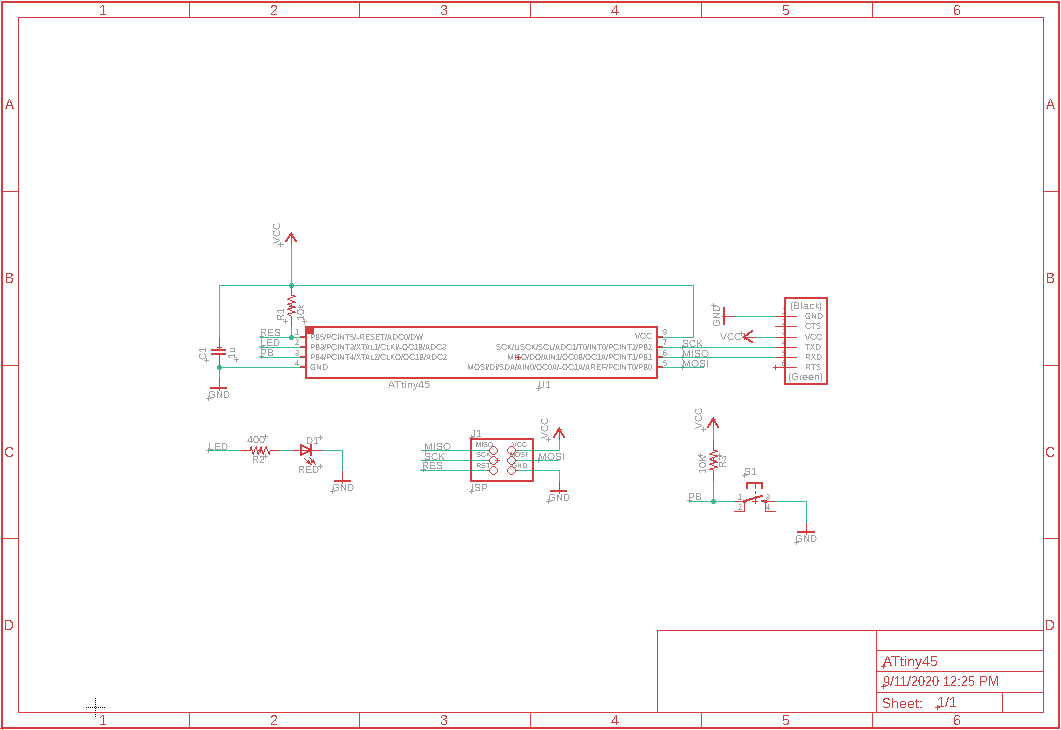 1 2 3 4 5 6
A A
B B
C C
D D
VCC
R1
10k
C1
1u
GND
RES 1 PB5/PCINT5/-RESET/ADC0/DW
LED 2 PB3/PCINT3/XTAL1/CLKI/-OC1B/ADC3
PB 3 PB4/PCINT4/XTAL2/CLKO/OC1B/ADC2
4 GND
VCC 8
SCK/USCK/SCL/ADC1/T0/INT0/PCINT2/PB2 7 SCK
MISO/DO/AIN1/OC0B/OC1A/PCINT1/PB1 6 MISO
MOSI/DI/SDA/AIN0/OC0A/-OC1A/AREF/PCINT0/PB0 5 MOSI
ATtiny45 U1
GND
VCC
(Black)
GND
CTS
VCC
TXD
RXD
RTS
(Green)
LED
400
R2
D1
RED
GND
J1
MISO MISO VCC
SCK SCK MOSI MOSI
RES RST GND
ISP
VCC
GND
VCC
10K
R3
PB
S1
1 3
2 4
GND
ATtiny45
9/11/2020 12:25 PM
Sheet: 1/1
1 2 3 4 5 6